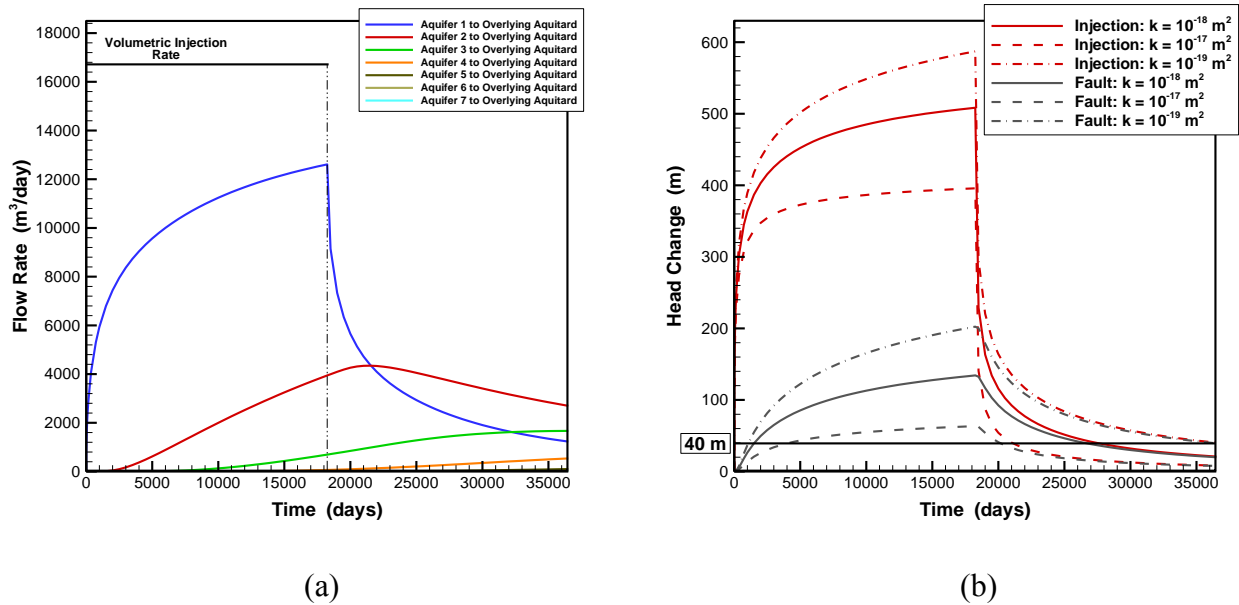 Aquifer 1 to Overlying Aquitard
Aquifer 2 to Overlying Aquitard
Aquifer 3 to Overlying Aquitard
Aquifer 4 to Overlying Aquitard
Aquifer 5 to Overlying Aquitard
Aquifer 6 to Overlying Aquitard
Aquifer 7 to Overlying Aquitard
Volumetric Injection
Rate
18000
16000
14000
12000
10000
8000
6000
4000
2000
0
Flow Rate (m³/day)
0 5000 10000 15000 20000 25000 30000 35000
Time (days)
(a)
Injection: k = 10⁻¹⁸ m²
Injection: k = 10⁻¹⁷ m²
Injection: k = 10⁻¹⁹ m²
Fault: k = 10⁻¹⁸ m²
Fault: k = 10⁻¹⁷ m²
Fault: k = 10⁻¹⁹ m²
600
500
400
300
200
100
40 m
0
Head Change (m)
0 5000 10000 15000 20000 25000 30000 35000
Time (days)
(b)